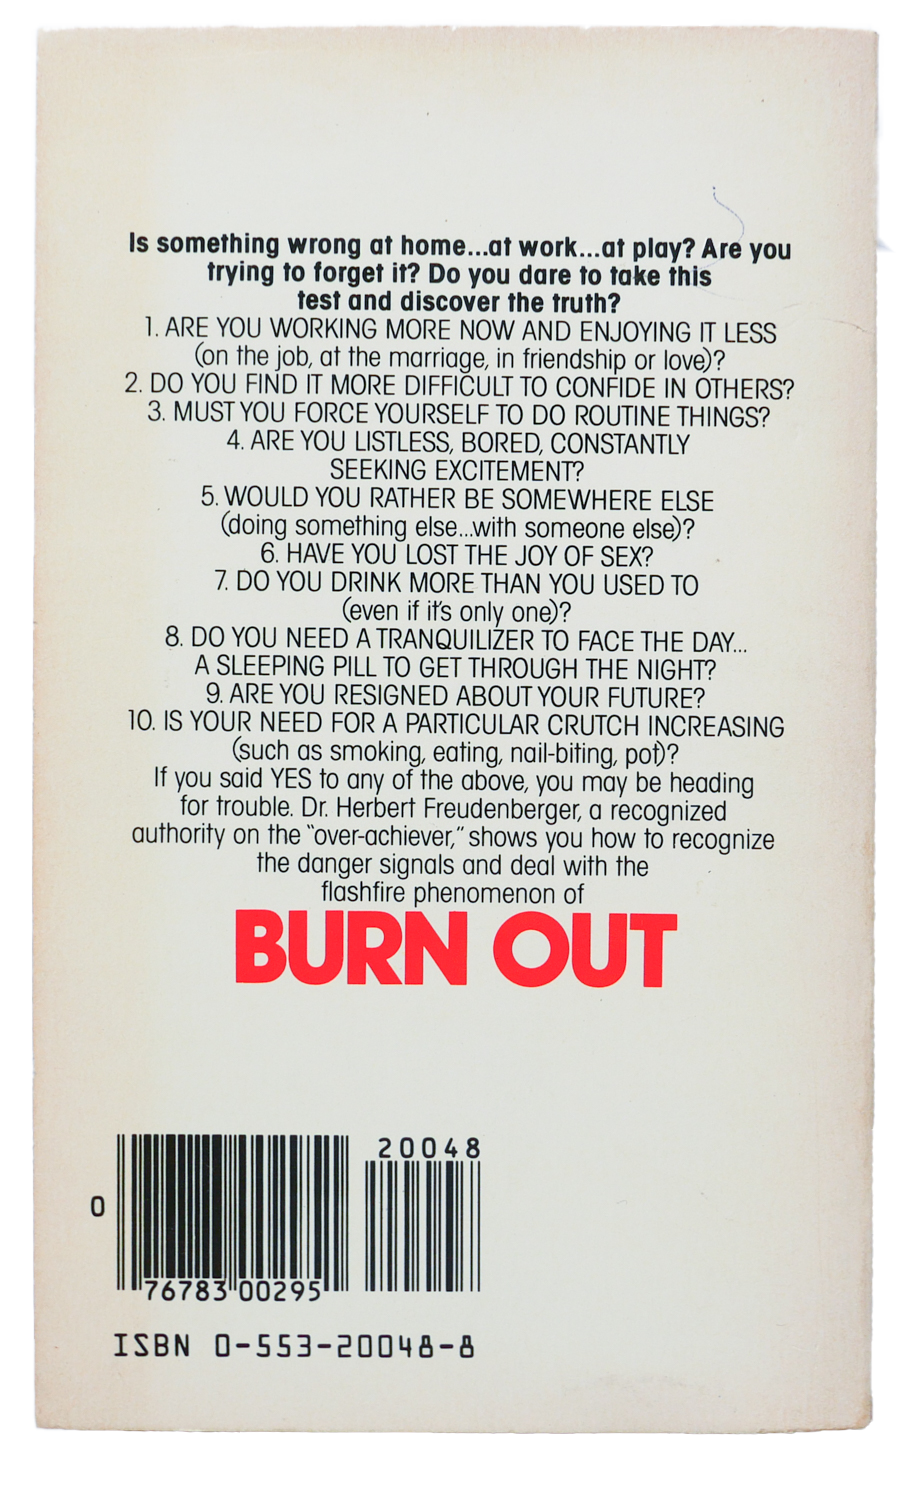 Is something wrong at home...at work...at play? Are you
trying to forget it? Do you dare to take this
test and discover the truth?
1. ARE YOU WORKING MORE NOW AND ENJOYING IT LESS
(on the job, at the marriage, in friendship or love)?
2. DO YOU FIND IT MORE DIFFICULT TO CONFIDE IN OTHERS?
3. MUST YOU FORCE YOURSELF TO DO ROUTINE THINGS?
4. ARE YOU LISTLESS, BORED, CONSTANTLY
SEEKING EXCITEMENT?
5. WOULD YOU RATHER BE SOMEWHERE ELSE
(doing something else...with someone else)?
6. HAVE YOU LOST THE JOY OF SEX?
7. DO YOU DRINK MORE THAN YOU USED TO
(even if it's only one)?
8. DO YOU NEED A TRANQUILIZER TO FACE THE DAY...
A SLEEPING PILL TO GET THROUGH THE NIGHT?
9. ARE YOU RESIGNED ABOUT YOUR FUTURE?
10. IS YOUR NEED FOR A PARTICULAR CRUTCH INCREASING
(such as smoking, eating, nail-biting, pot)?
If you said YES to any of the above, you may be heading
for trouble. Dr. Herbert Freudenberger, a recognized
authority on the "over-achiever," shows you how to recognize
the danger signals and deal with the
flashfire phenomenon of
BURN OUT
20048
0
76783 00295
ISBN 0-553-20048-8